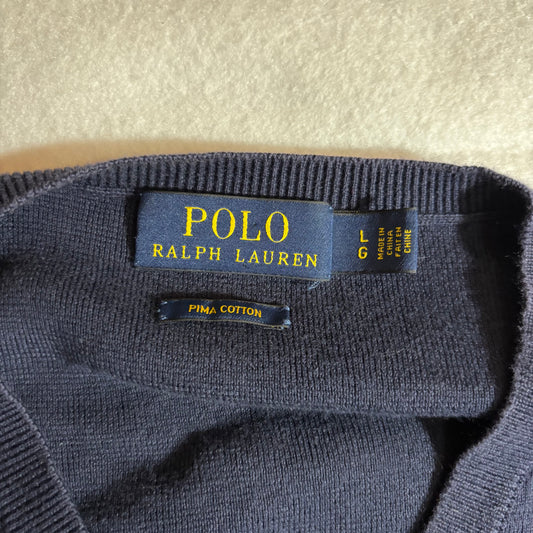 POLO
RALPH LAUREN
L
G
MADE IN
CHINA
FAIT EN
CHINE
PIMA COTTON